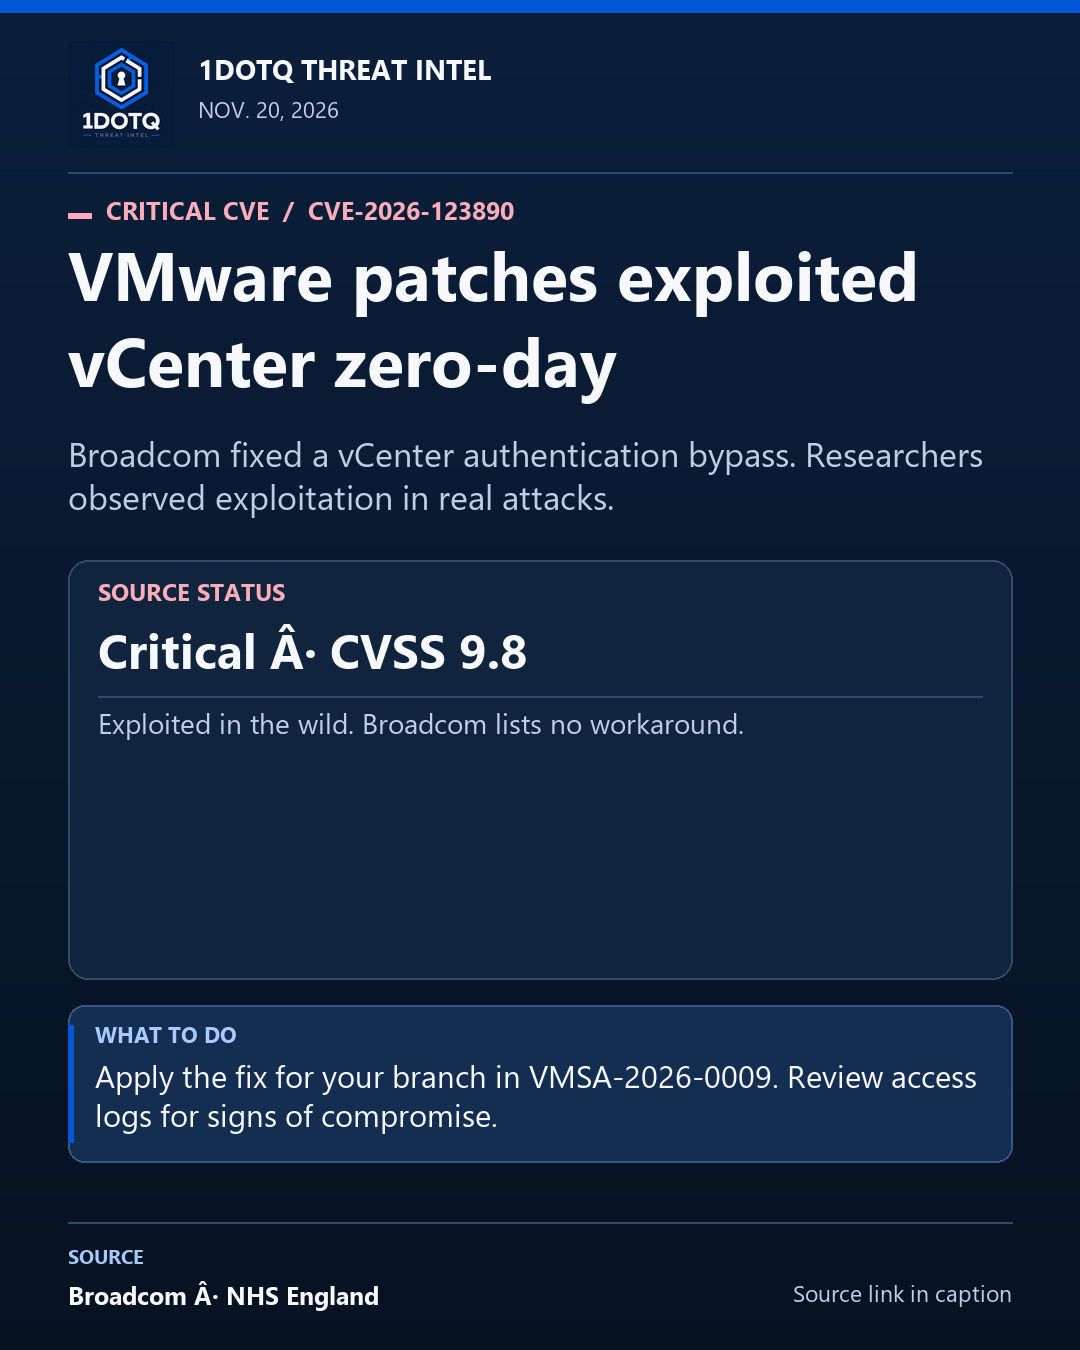 1DOTQ
THREAT INTEL
1DOTQ THREAT INTEL
NOV. 20, 2026
CRITICAL CVE / CVE-2026-123890
VMware patches exploited
vCenter zero-day
Broadcom fixed a vCenter authentication bypass. Researchers
observed exploitation in real attacks.
SOURCE STATUS
Critical Â· CVSS 9.8
Exploited in the wild. Broadcom lists no workaround.
WHAT TO DO
Apply the fix for your branch in VMSA-2026-0009. Review access
logs for signs of compromise.
SOURCE
Broadcom Â· NHS England
Source link in caption